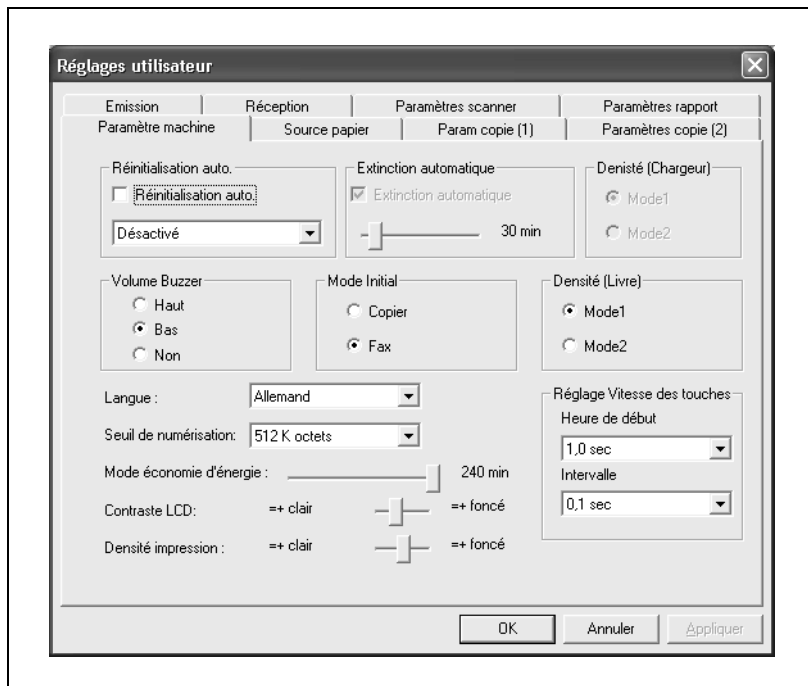 Réglages utilisateur
Emission Réception Paramètres scanner Paramètres rapport
Paramètre machine Source papier Param copie (1) Paramètres copie (2)
Réinitialisation auto. Extinction automatique Denisté (Chargeur)
Réinitialisation auto. Extinction automatique Mode1
Désactivé 30 min Mode2
Volume Buzzer Mode Initial Densité (Livre)
Haut Copier Mode1
Bas
Fax Mode2
Non
Langue : Allemand Réglage Vitesse des touches
Heure de début
Seuil de numérisation: 512 K octets 1,0 sec
Mode économie d'énergie : 240 min Intervalle
Contraste LCD: =+ clair =+ foncé 0,1 sec
Densité impression : =+ clair =+ foncé
OK Annuler Appliquer